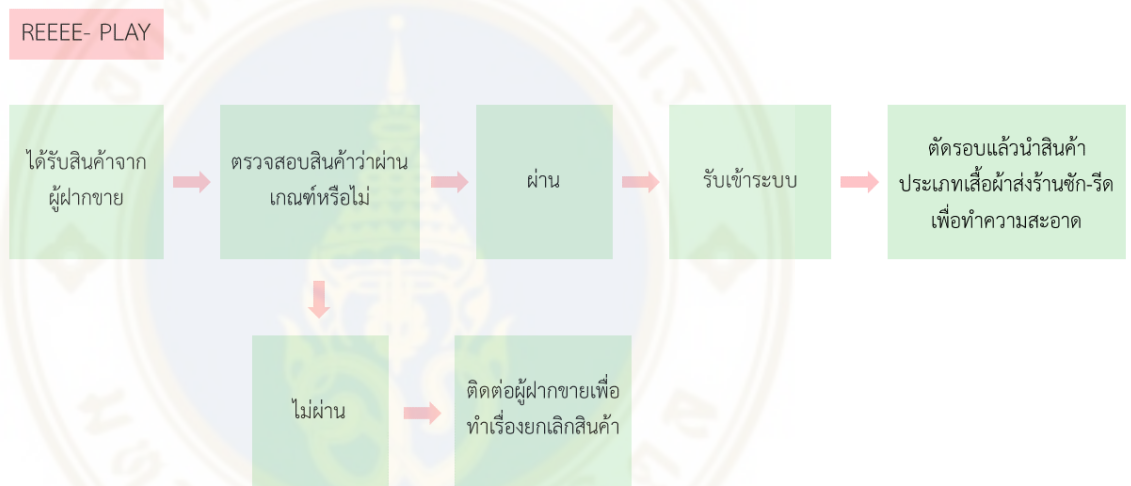 REEEE- PLAY
ได้รับสินค้าจาก
ผู้ฝากขาย
ตรวจสอบสินค้าว่าผ่าน
เกณฑ์หรือไม่
ผ่าน
รับเข้าระบบ
ตัดรอบแล้วนำสินค้า
ประเภทเสื้อผ้าส่งร้านซัก-รีด
เพื่อทำความสะอาด
ไม่ผ่าน
ติดต่อผู้ฝากขายเพื่อ
ทำเรื่องยกเลิกสินค้า